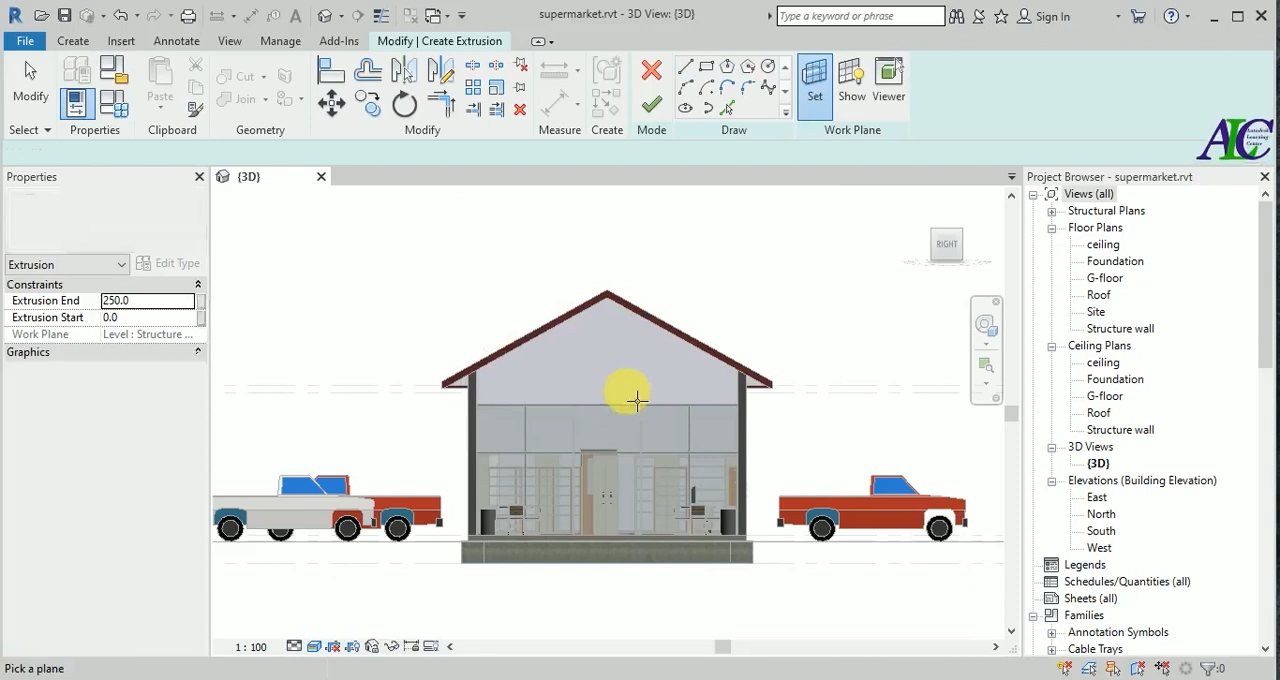 supermarket.rvt - 3D View: {3D}
Type a keyword or phrase
Sign In
File
Create
Insert
Annotate
View
Manage
Add-Ins
Modify | Create Extrusion
Modify
Paste
Cut
Join
Set
Show
Viewer
Select
Properties
Clipboard
Geometry
Modify
Measure
Create
Mode
Draw
Work Plane
ALC
Autodesk
Learning
Center
Properties
Extrusion
Edit Type
Constraints
Extrusion End 250.0
Extrusion Start 0.0
Work Plane Level : Structure ...
Graphics
{3D}
RIGHT
Project Browser - supermarket.rvt
Views (all)
Structural Plans
Floor Plans
ceiling
Foundation
G-floor
Roof
Site
Structure wall
Ceiling Plans
ceiling
Foundation
G-floor
Roof
Structure wall
3D Views
{3D}
Elevations (Building Elevation)
East
North
South
West
Legends
Schedules/Quantities (all)
Sheets (all)
Families
Annotation Symbols
Cable Trays
1 : 100
Pick a plane
:0